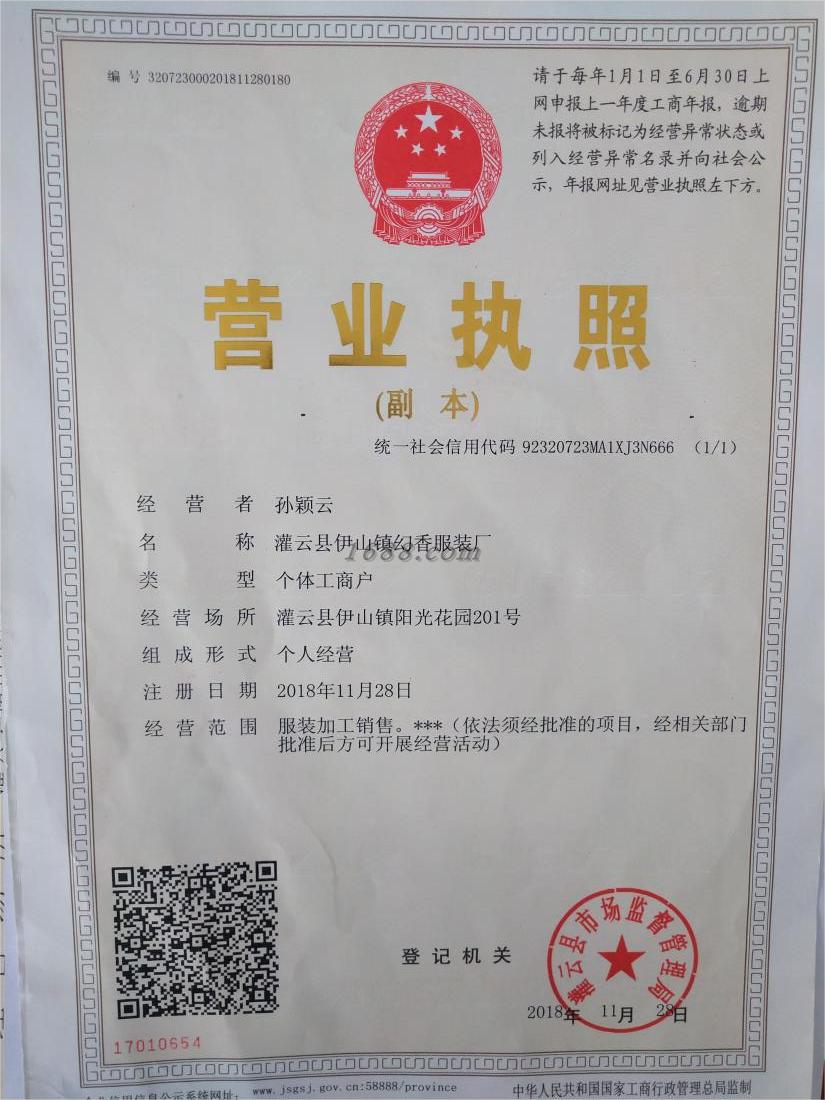 编 号 320723000201811280180
请于每年1月1日至6月30日上
网申报上一年度工商年报，逾期
未报将被标记为经营异常状态或
列入经营异常名录并向社会公
示，年报网址见营业执照左下方。
营业执照
(副 本)
统一社会信用代码 92320723MA1XJ3N666 （1/1）
经营者 孙颖云
名称 灌云县伊山镇幻香服装厂
1688.com
类型 个体工商户
经营场所 灌云县伊山镇阳光花园201号
组成形式 个人经营
注册日期 2018年11月28日
经营范围 服装加工销售。***（依法须经批准的项目，经相关部门
批准后方可开展经营活动）
登记机关
灌云县市场监督管理局
2018年 11月 28日
17010654
企业信用信息公示系统网址： www.jsgsj.gov.cn:58888/province
中华人民共和国国家工商行政管理总局监制